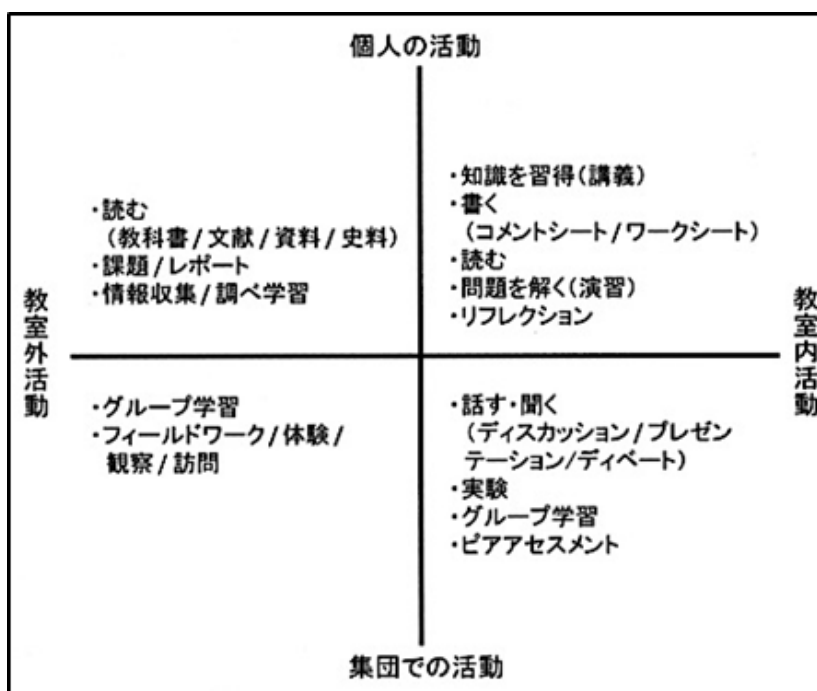 個人の活動
・読む
(教科書/文献/資料/史料)
・課題/レポート
・情報収集/調べ学習
・知識を習得(講義)
・書く
(コメントシート/ワークシート)
・読む
・問題を解く(演習)
・リフレクション
教室外活動
教室内活動
・グループ学習
・フィールドワーク/体験/
観察/訪問
・話す・聞く
(ディスカッション/プレゼン
テーション/ディベート)
・実験
・グループ学習
・ピアアセスメント
集団での活動